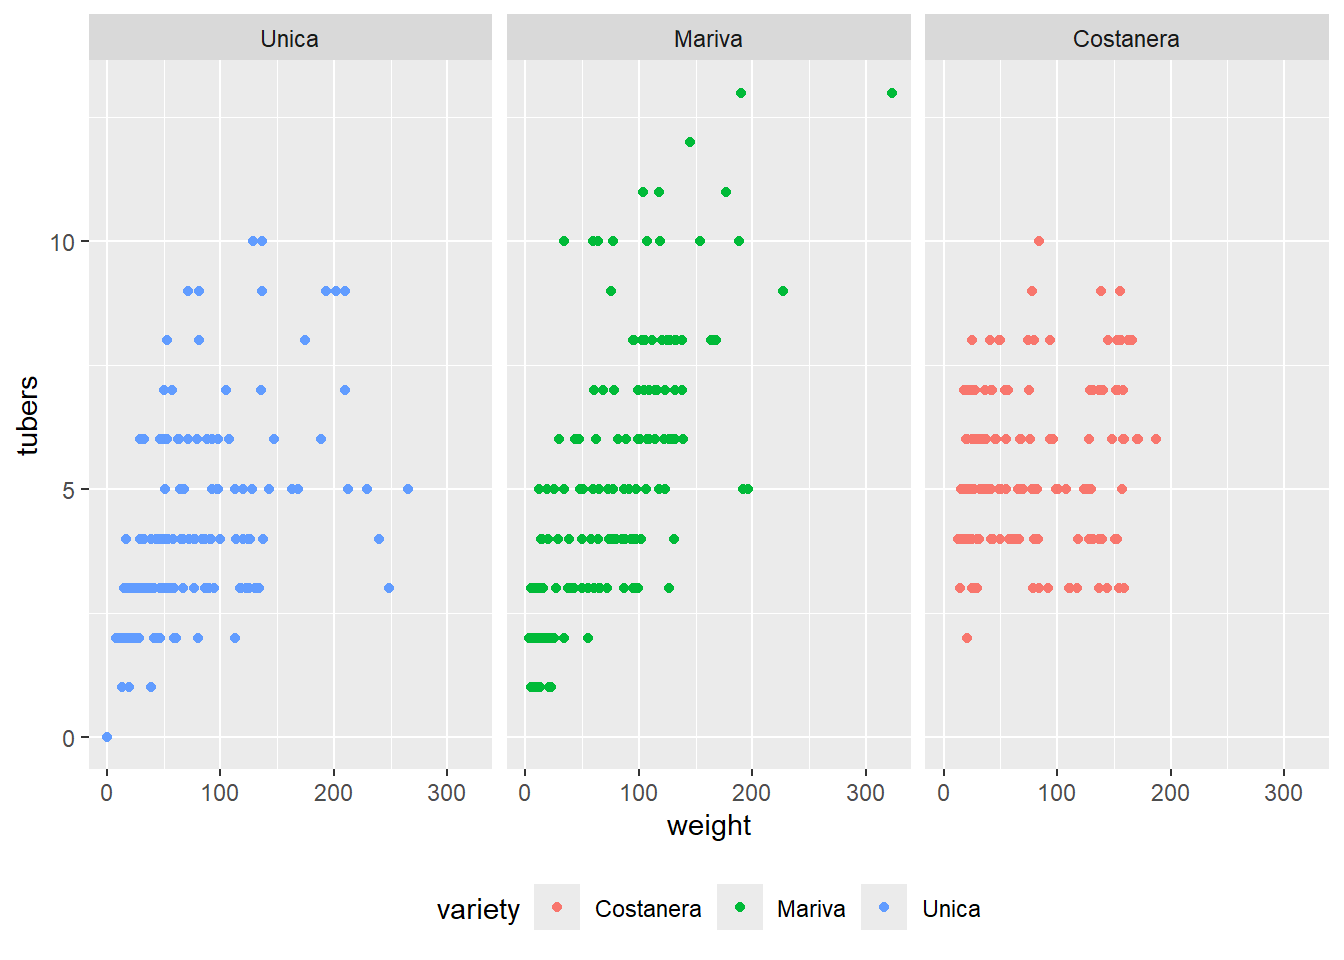 Unica Mariva Costanera
10
5
0
tubers
0 100 200 300 0 100 200 300 0 100 200 300
weight
variety Costanera Mariva Unica